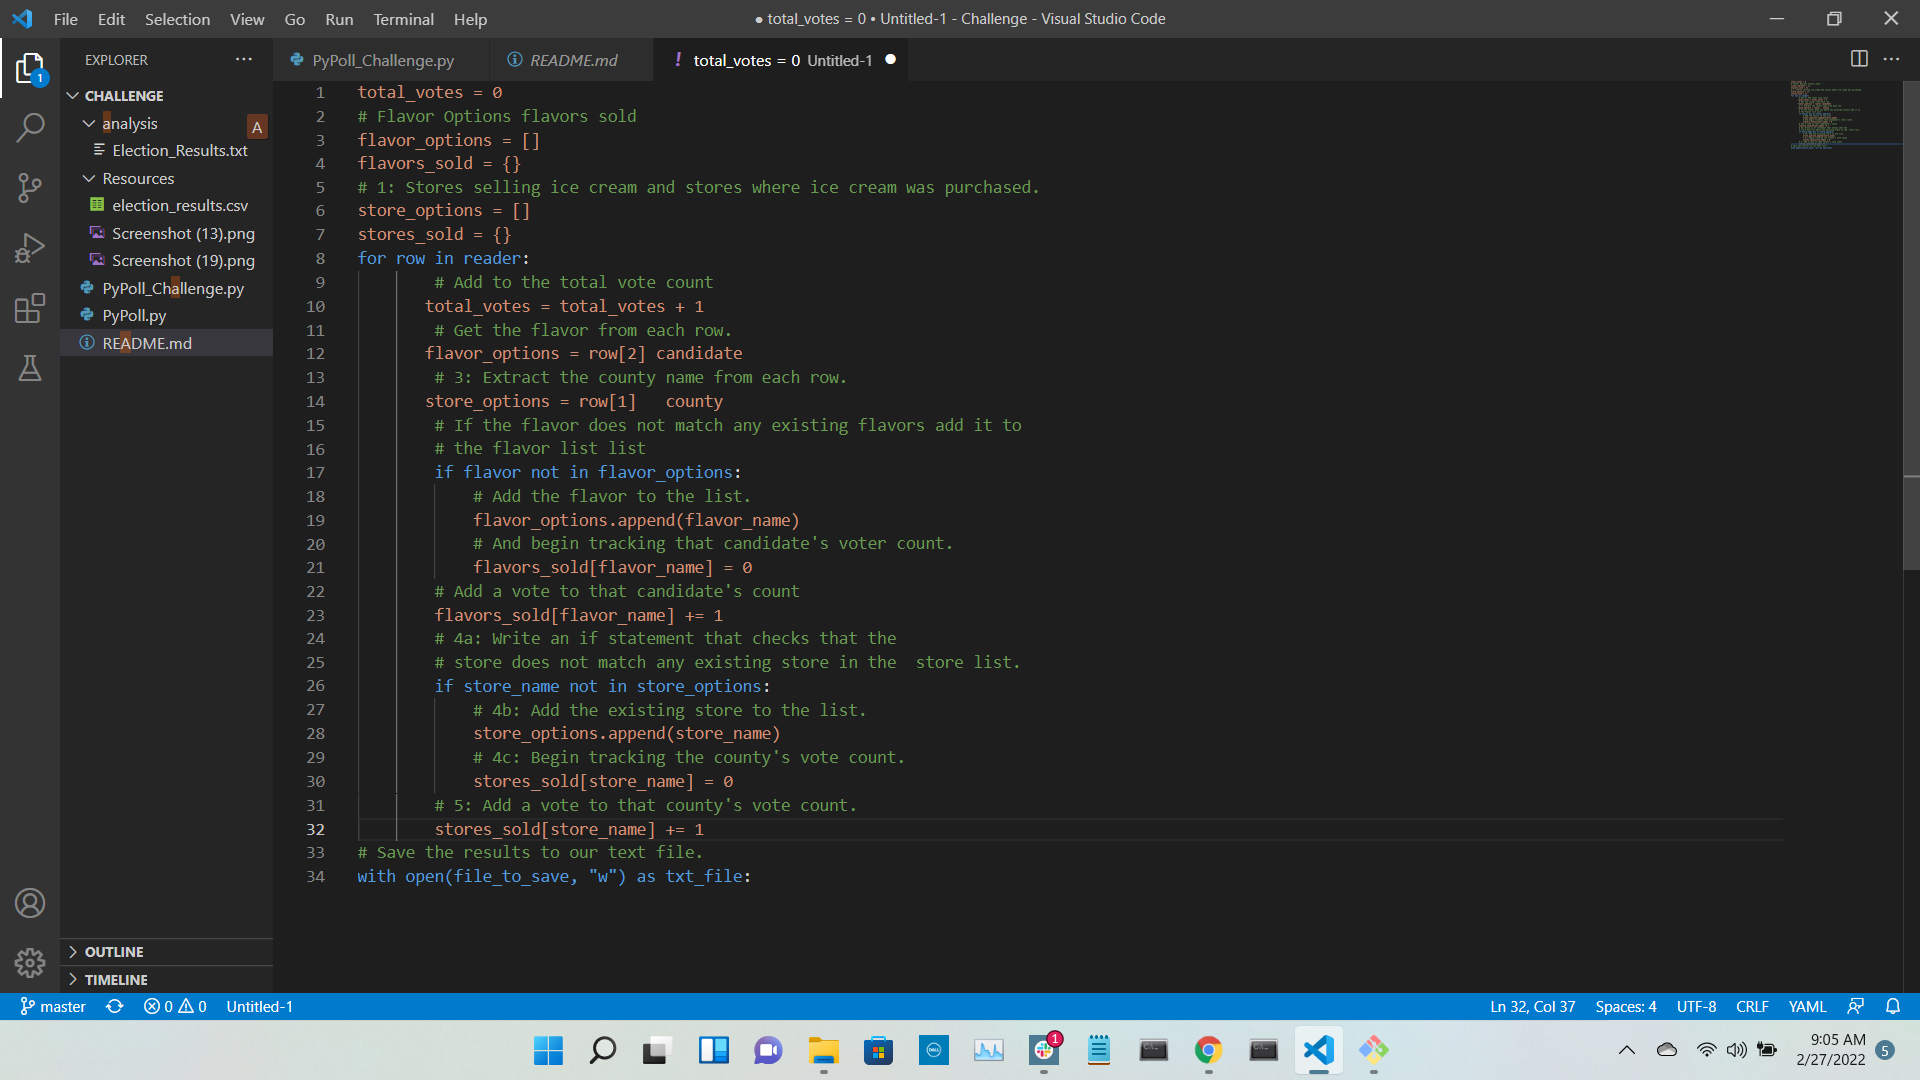 File Edit Selection View Go Run Terminal Help
● total_votes = 0 • Untitled-1 - Challenge - Visual Studio Code
EXPLORER
PyPoll_Challenge.py
README.md
! total_votes = 0 Untitled-1
CHALLENGE
analysis A
Election_Results.txt
Resources
election_results.csv
Screenshot (13).png
Screenshot (19).png
PyPoll_Challenge.py
PyPoll.py
README.md
OUTLINE
TIMELINE
1 total_votes = 0
2 # Flavor Options flavors sold
3 flavor_options = []
4 flavors_sold = {}
5 # 1: Stores selling ice cream and stores where ice cream was purchased.
6 store_options = []
7 stores_sold = {}
8 for row in reader:
9 # Add to the total vote count
10 total_votes = total_votes + 1
11 # Get the flavor from each row.
12 flavor_options = row[2] candidate
13 # 3: Extract the county name from each row.
14 store_options = row[1] county
15 # If the flavor does not match any existing flavors add it to
16 # the flavor list list
17 if flavor not in flavor_options:
18 # Add the flavor to the list.
19 flavor_options.append(flavor_name)
20 # And begin tracking that candidate's voter count.
21 flavors_sold[flavor_name] = 0
22 # Add a vote to that candidate's count
23 flavors_sold[flavor_name] += 1
24 # 4a: Write an if statement that checks that the
25 # store does not match any existing store in the  store list.
26 if store_name not in store_options:
27 # 4b: Add the existing store to the list.
28 store_options.append(store_name)
29 # 4c: Begin tracking the county's vote count.
30 stores_sold[store_name] = 0
31 # 5: Add a vote to that county's vote count.
32 stores_sold[store_name] += 1
33 # Save the results to our text file.
34 with open(file_to_save, "w") as txt_file:
1
master 0 0 Untitled-1
Ln 32, Col 37 Spaces: 4 UTF-8 CRLF YAML
1
9:05 AM
2/27/2022 5